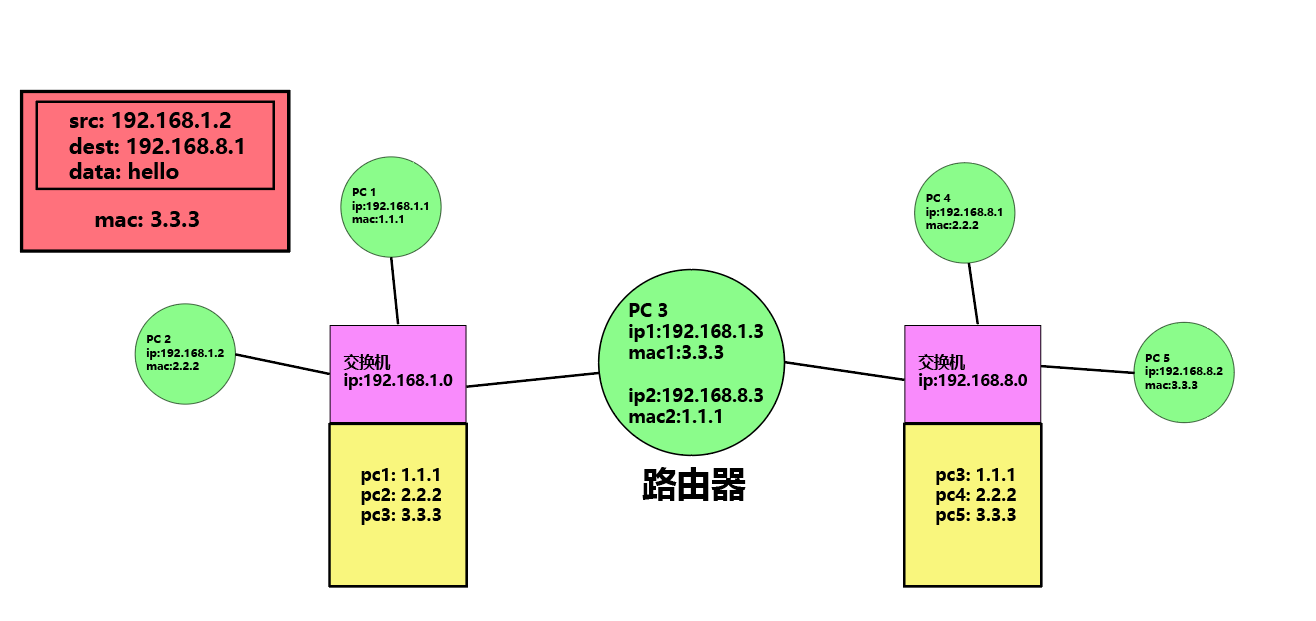 src: 192.168.1.2
dest: 192.168.8.1
data: hello
mac: 3.3.3
PC 1
ip:192.168.1.1
mac:1.1.1
PC 2
ip:192.168.1.2
mac:2.2.2
交换机
ip:192.168.1.0
pc1: 1.1.1
pc2: 2.2.2
pc3: 3.3.3
PC 3
ip1:192.168.1.3
mac1:3.3.3
ip2:192.168.8.3
mac2:1.1.1
路由器
PC 4
ip:192.168.8.1
mac:2.2.2
交换机
ip:192.168.8.0
pc3: 1.1.1
pc4: 2.2.2
pc5: 3.3.3
PC 5
ip:192.168.8.2
mac:3.3.3